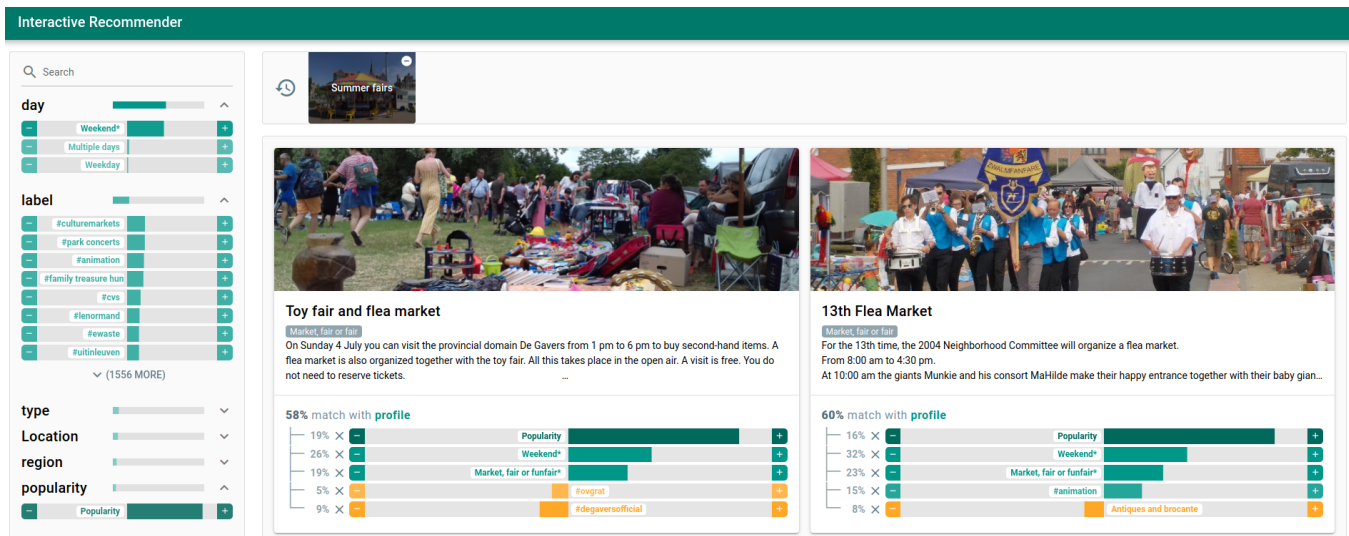 Interactive Recommender
Search
day
Weekend*
Multiple days
Weekday
label
#culturemarkets
#park concerts
#animation
#family treasure hun
#cvs
#lenormand
#ewaste
#uitinleuven
(1556 MORE)
type
Location
region
popularity
Popularity
Summer fairs
Toy fair and flea market
Market, fair or fair
On Sunday 4 July you can visit the provincial domain De Gavers from 1 pm to 6 pm to buy second-hand items. A
flea market is also organized together with the toy fair. All this takes place in the open air. A visit is free. You do
not need to reserve tickets. ...
58% match with profile
19% × − Popularity +
26% × − Weekend* +
19% × − Market, fair or funfair* +
5% × − #ovgrat +
9% × − #degaversofficial +
ZWALMFANFARE
13th Flea Market
Market, fair or fair
For the 13th time, the 2004 Neighborhood Committee will organize a flea market.
From 8:00 am to 4:30 pm.
At 10:00 am the giants Munkie and his consort MaHilde make their happy entrance together with their baby gian...
60% match with profile
16% × − Popularity +
32% × − Weekend* +
23% × − Market, fair or funfair* +
15% × − #animation +
8% × − Antiques and brocante +